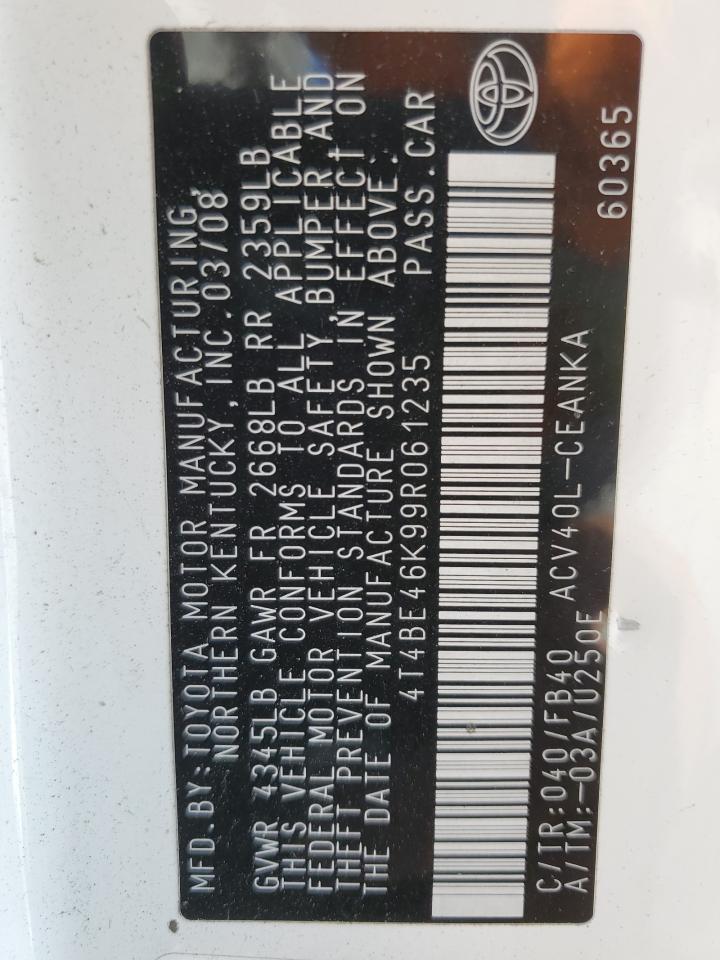 MFD.BY:TOYOTA MOTOR MANUFACTURING,
NORTHERN KENTUCKY,INC.03/08
GVWR 4345LB GAWR FR 2668LB RR 2359LB
THIS VEHICLE CONFORMS TO ALL APPLICABLE
FEDERAL MOTOR VEHICLE SAFETY, BUMPER AND
THEFT PREVENTION STANDARDS IN EFFECT ON
THE DATE OF MANUFACTURE SHOWN ABOVE.
4T4BE46K99R061235 PASS.CAR
C/TR:040/FB40 ACV40L-CEANKA
A/TM:-03A/U250E 60365